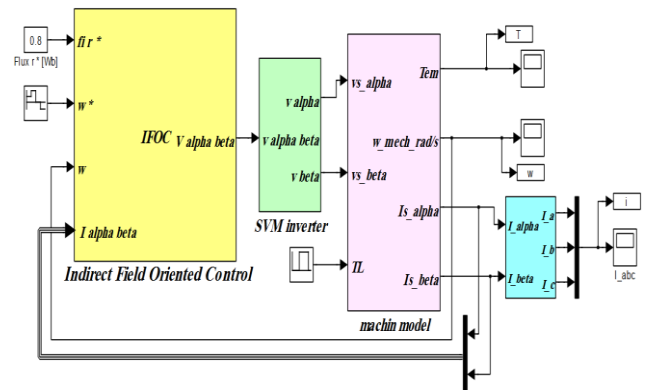 0.8
Flux r * [Wb]
fi r *
w *
w
I alpha beta
IFOC
V alpha beta
Indirect Field Oriented Control
v alpha
v alpha beta
v beta
SVM inverter
vs_alpha
vs_beta
TL
Tem
w_mech_rad/s
Is_alpha
Is_beta
machin model
T
w
I_alpha
I_beta
I_a
I_b
I_c
i
I_abc